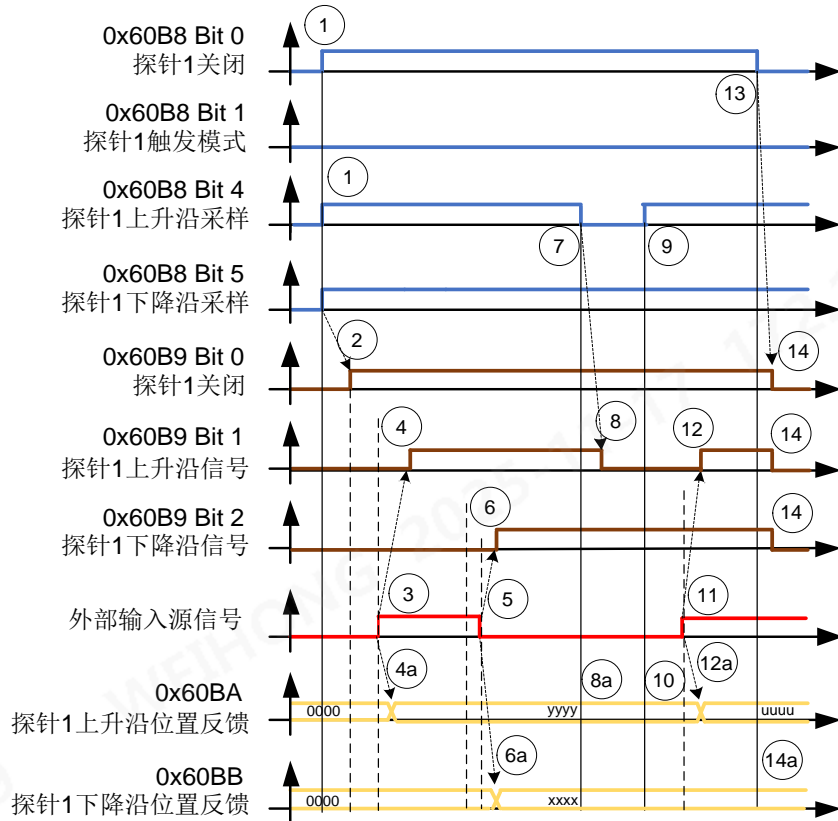 1
0x60B8 Bit 0
探针1关闭
13
0x60B8 Bit 1
探针1触发模式
1
0x60B8 Bit 4
探针1上升沿采样
7
9
0x60B8 Bit 5
探针1下降沿采样
2
0x60B9 Bit 0
探针1关闭
14
4
8
12
14
0x60B9 Bit 1
探针1上升沿信号
6
14
0x60B9 Bit 2
探针1下降沿信号
3
5
11
外部输入源信号
4a
8a
10
12a
0x60BA
探针1上升沿位置反馈
0000
yyyy
uuuu
6a
14a
0x60BB
探针1下降沿位置反馈
0000
xxxx